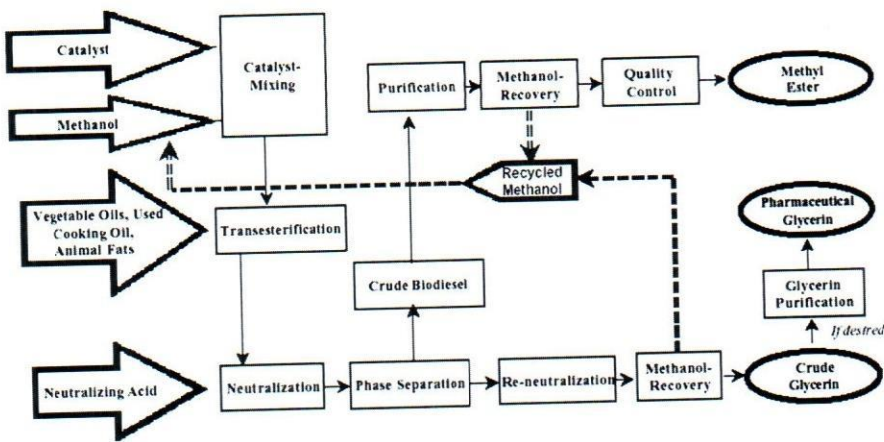 Catalyst
Catalyst-
Mixing
Methanol
Purification
Methanol-
Recovery
Quality
Control
Methyl
Ester
Recycled
Methanol
Vegetable Oils, Used
Cooking Oil,
Animal Fats
Transesterification
Pharmaceutical
Glycerin
Crude Biodiesel
Glycerin
Purification
If desired
Neutralizing Acid
Neutralization
Phase Separation
Re-neutralization
Methanol-
Recovery
Crude
Glycerin